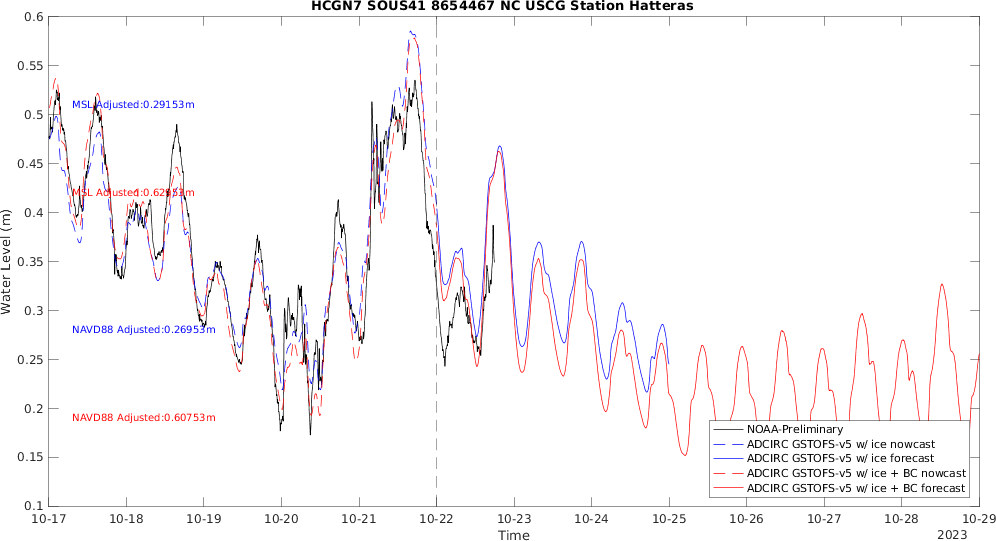 HCGN7 SOUS41 8654467 NC USCG Station Hatteras
Water Level (m)
0.6
0.55
0.5
0.45
0.4
0.35
0.3
0.25
0.2
0.15
0.1
MSL Adjusted:0.29153m
MSL Adjusted:0.62953m
NAVD88 Adjusted:0.26953m
NAVD88 Adjusted:0.60753m
NOAA-Preliminary
ADCIRC GSTOFS-v5 w/ ice nowcast
ADCIRC GSTOFS-v5 w/ ice forecast
ADCIRC GSTOFS-v5 w/ ice + BC nowcast
ADCIRC GSTOFS-v5 w/ ice + BC forecast
10-17 10-18 10-19 10-20 10-21 10-22 10-23 10-24 10-25 10-26 10-27 10-28 10-29
Time
2023